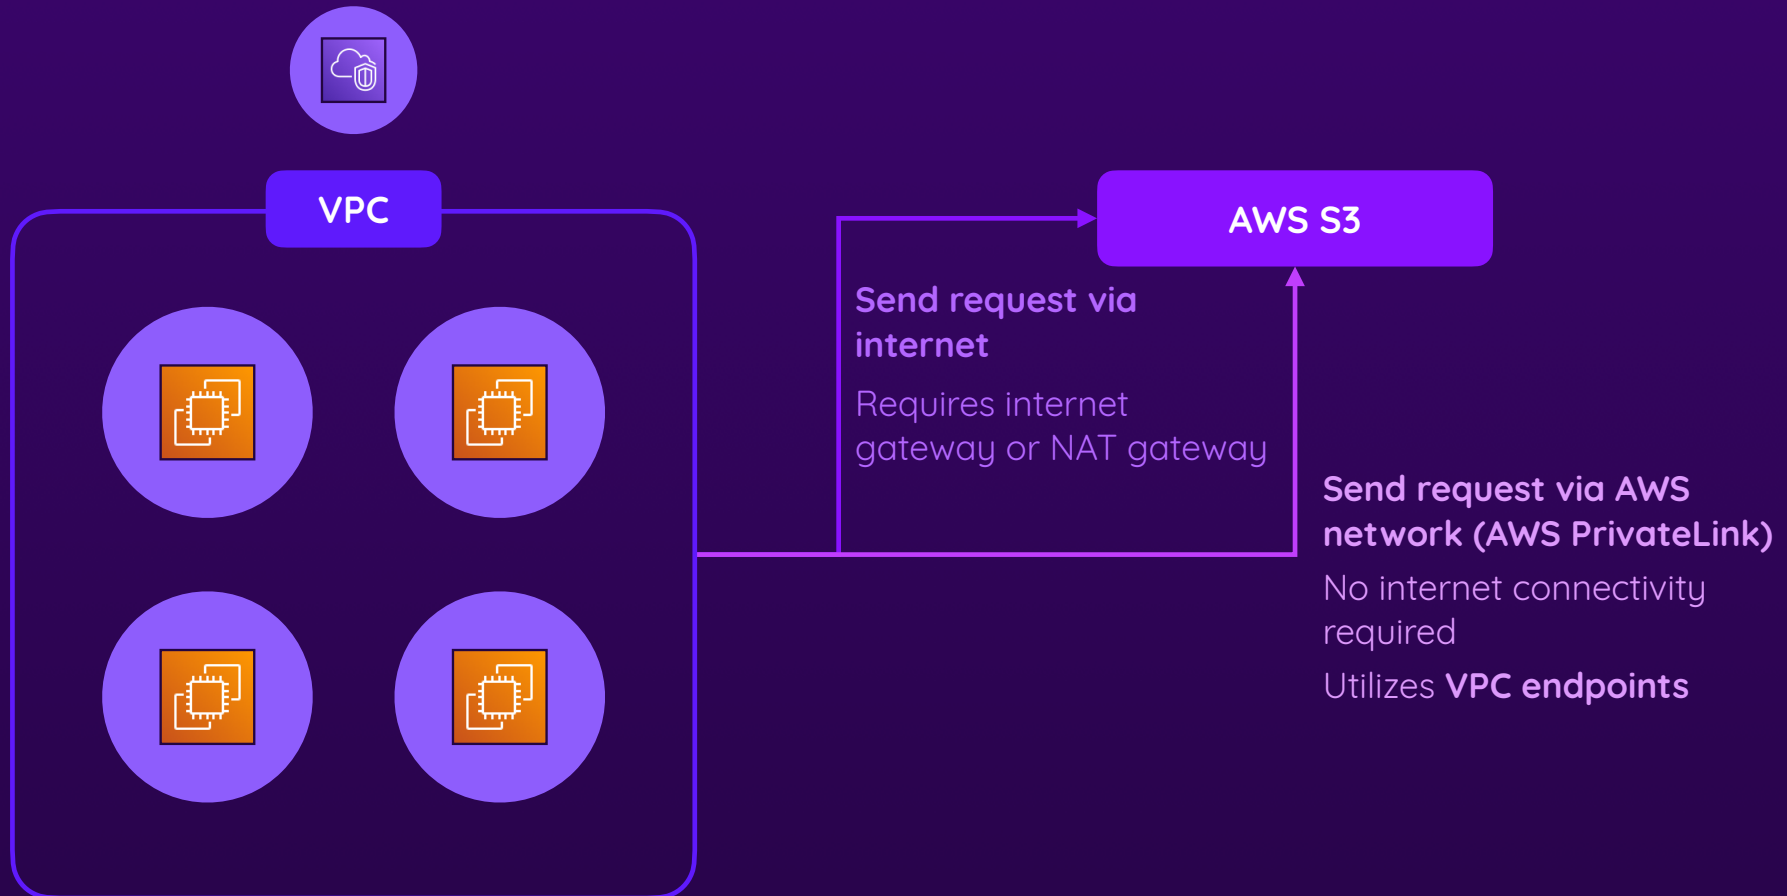 VPC
AWS S3
Send request via
internet
Requires internet
gateway or NAT gateway
Send request via AWS
network (AWS PrivateLink)
No internet connectivity
required
Utilizes VPC endpoints